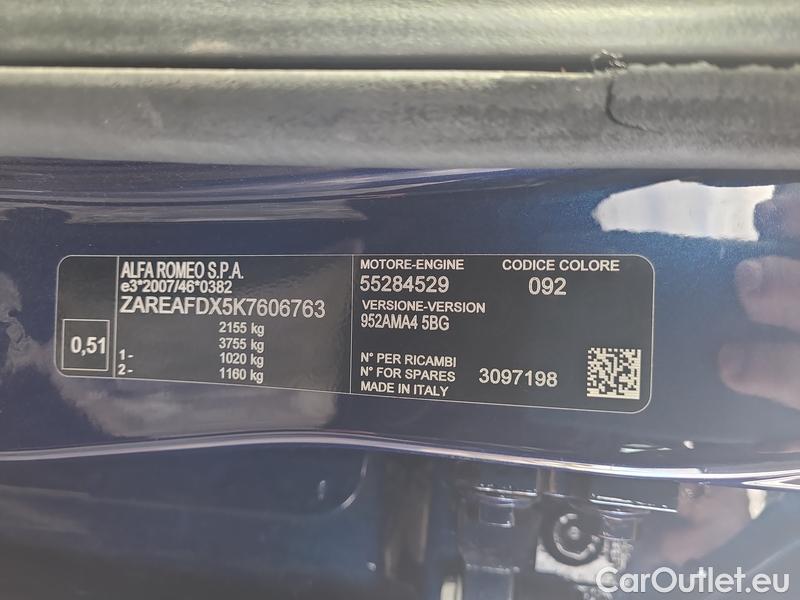 ALFA ROMEO S.P.A.
e3*2007/46*0382
ZAREAFDX5K7606763
2155 kg
3755 kg
1- 1020 kg
2- 1160 kg
0,51
MOTORE-ENGINE
55284529
VERSIONE-VERSION
952AMA4 5BG
CODICE COLORE
092
N° PER RICAMBI
N° FOR SPARES 3097198
MADE IN ITALY
CarOutlet.eu